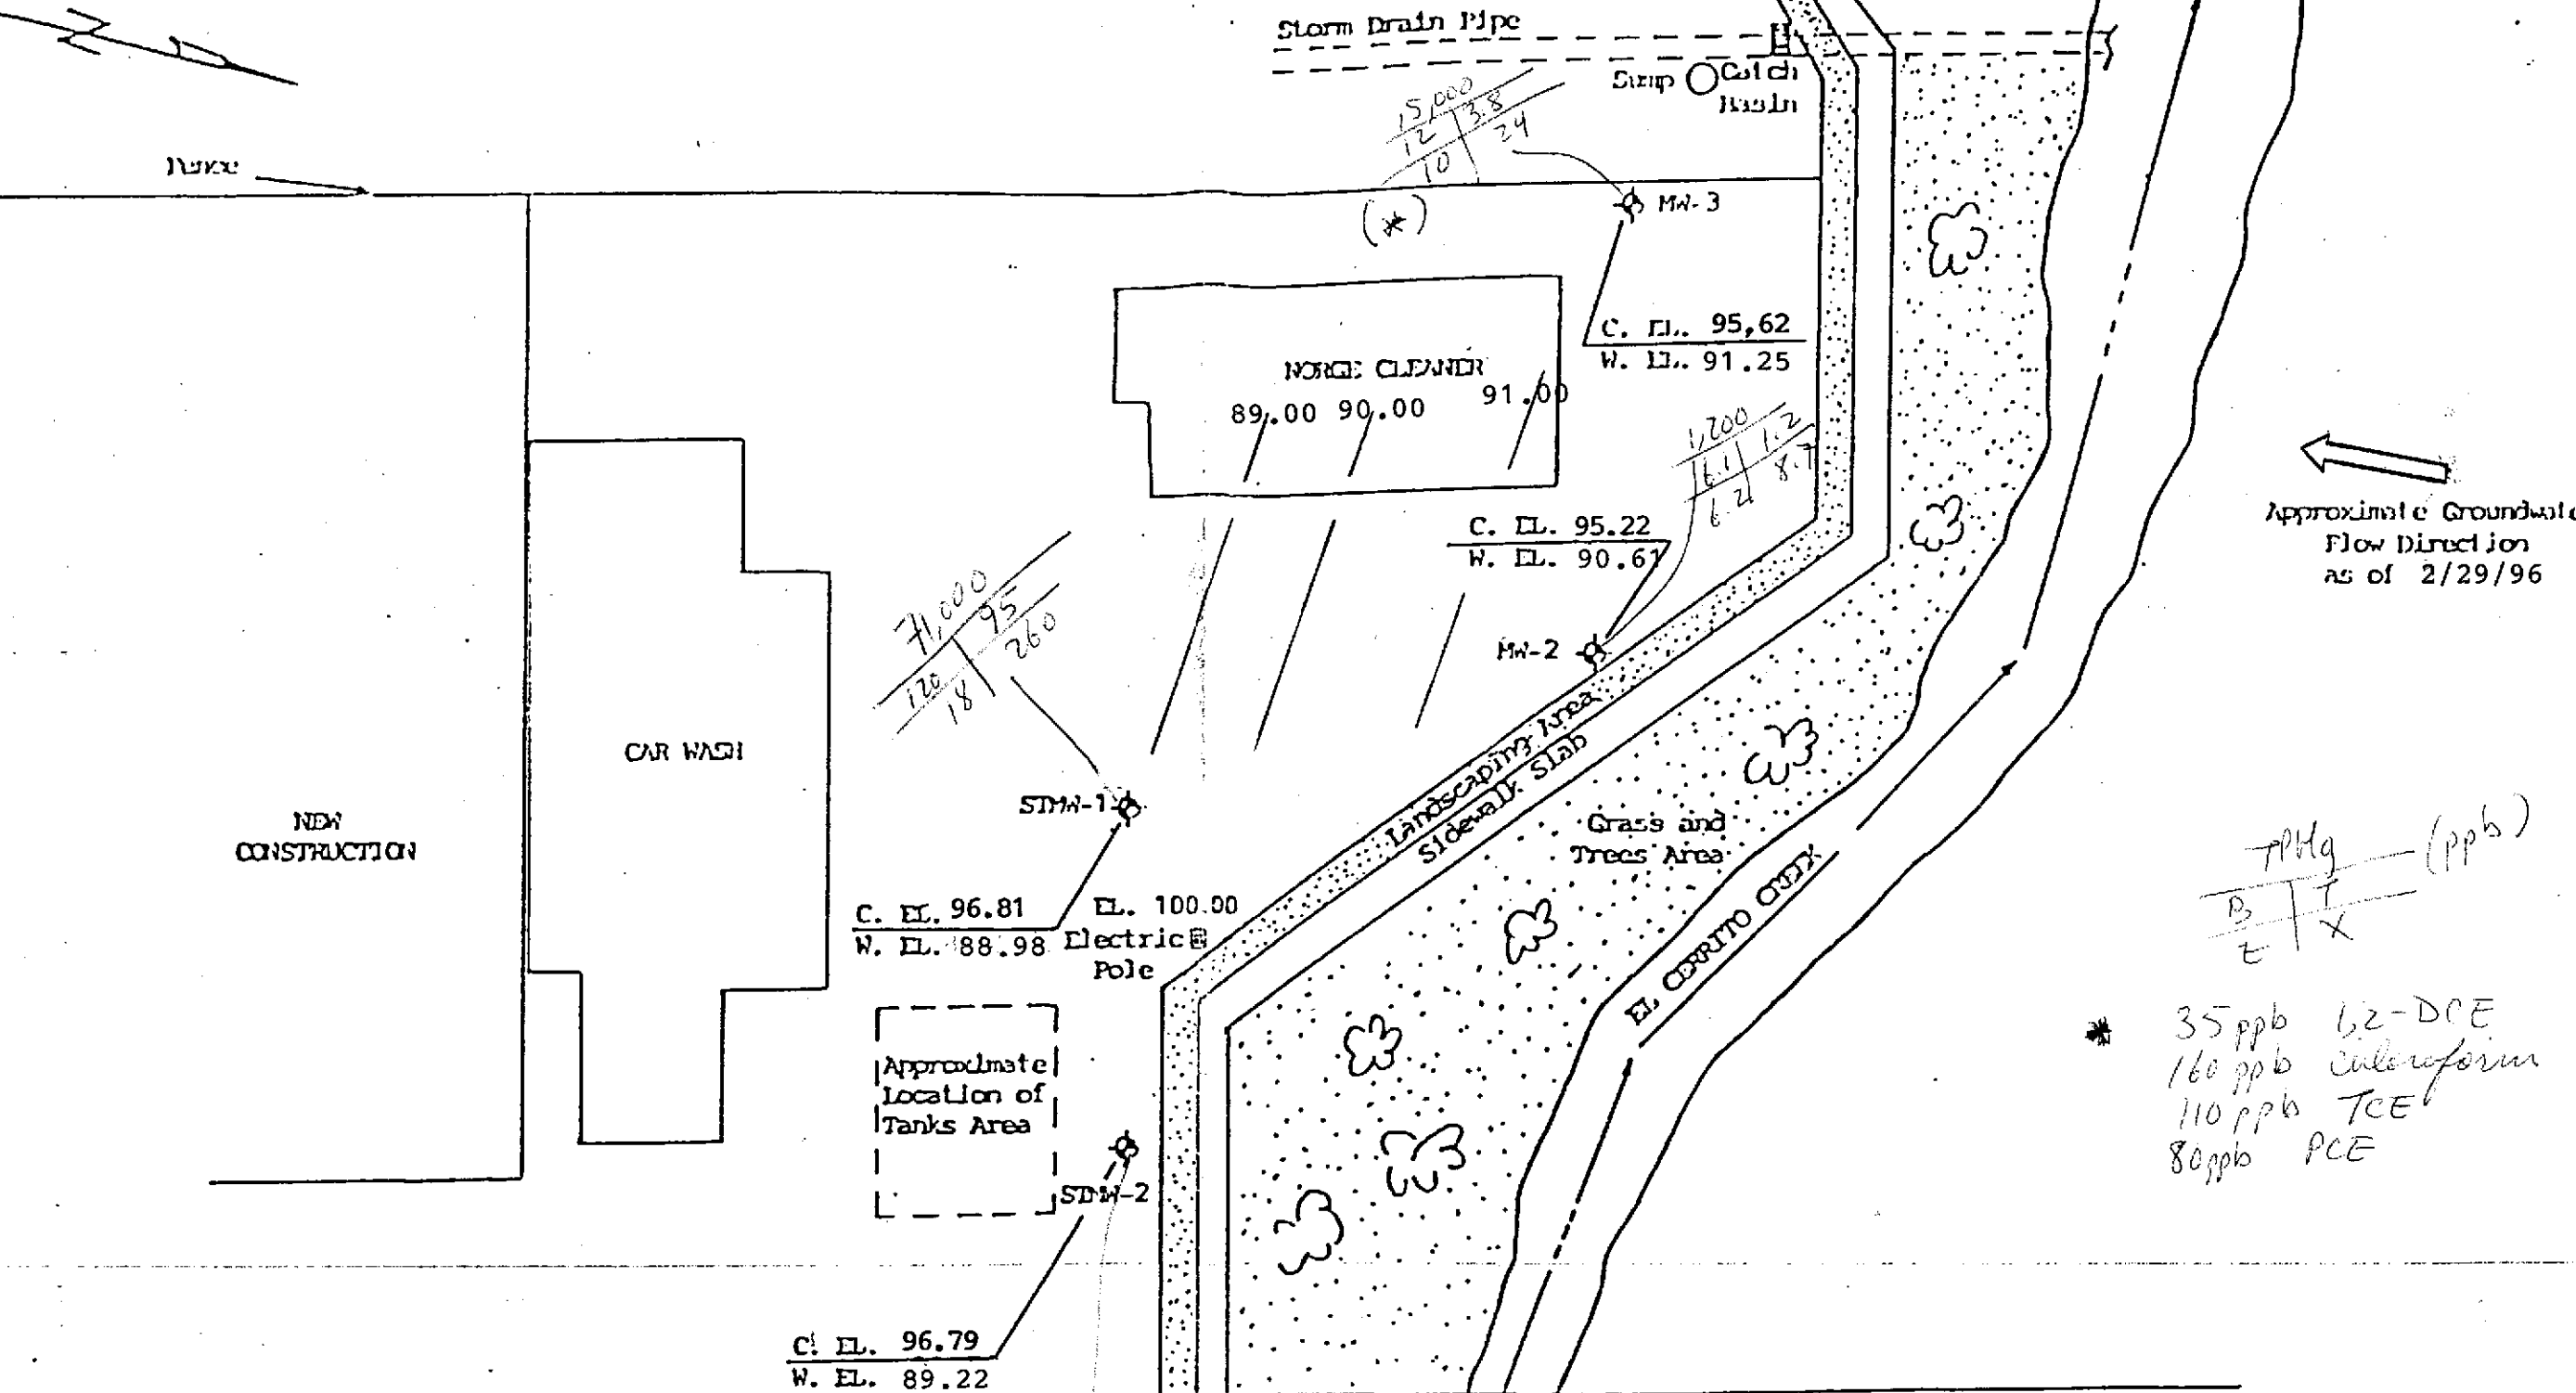 Storm Drain Pipe
Sump
Catch
Basin
15,000
12 | 3.8
10 | 24
Fence
(*)
MW-3
C. EL. 95,62
W. EL. 91.25
NORGE CLEANER
89.00 90.00 91.00
1,200
6.2 8.7
1.2
C. EL. 95.22
W. EL. 90.61
Approximate Groundwate
Flow Direction
as of 2/29/96
71,000
120 | 95
18 | 260
MW-2
CAR WASH
STMW-1
NEW
CONSTRUCTION
Landscaping Area
Sidewalk Slab
Grass and
Trees Area
EL CERRITO CREEK
TPHg (ppb)
B | T
E | X
C. EL. 96.81
W. EL. 88.98
EL. 100.00
Electric
Pole
Approximate
Location of
Tanks Area
STMW-2
* 35 ppb 1,2-DCE
160 ppb Chloroform
110 ppb TCE
80ppb PCE
C. EL. 96.79
W. EL. 89.22